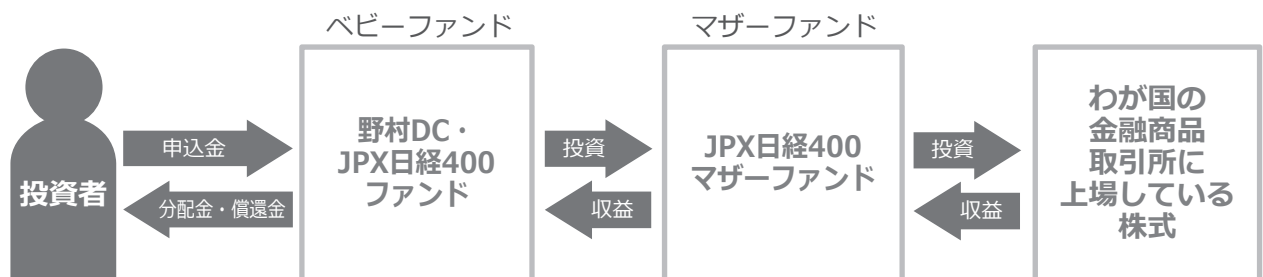 ベビーファンド
マザーファンド
投資者
申込金
分配金・償還金
野村DC・
JPX日経400
ファンド
投資
収益
JPX日経400
マザーファンド
投資
収益
わが国の
金融商品
取引所に
上場している
株式